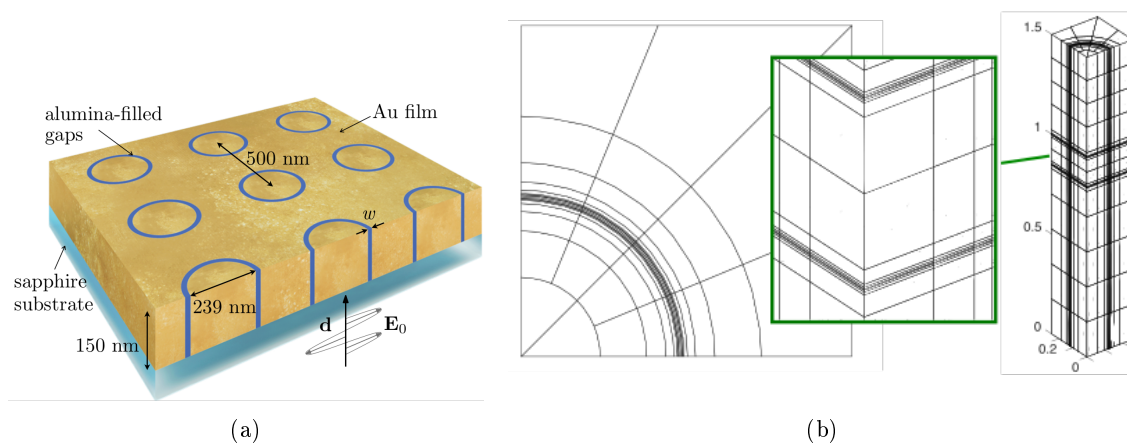 alumina-filled
gaps
Au film
500 nm
w
sapphire
substrate
239 nm
d
E₀
150 nm
(a)
1.5
1
0.5
0
0.2
0
(b)